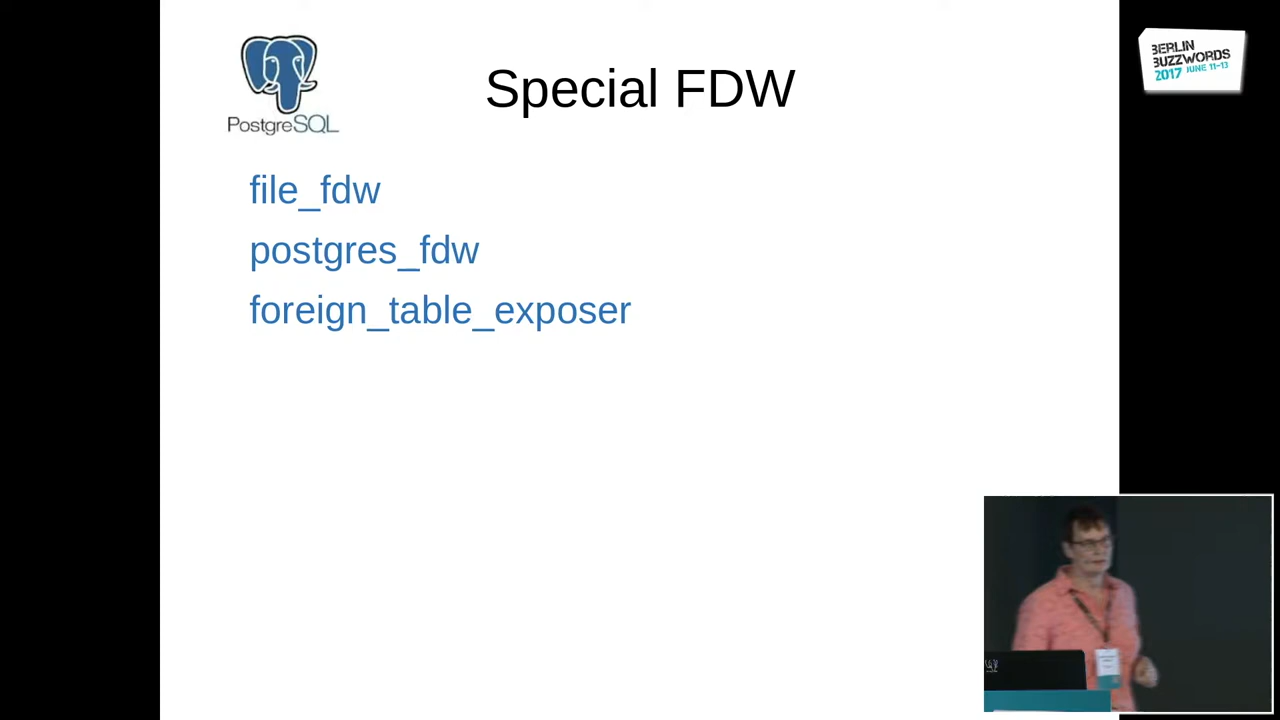 PostgreSQL
Special FDW
file_fdw
postgres_fdw
foreign_table_exposer
BERLIN
BUZZWORDS
2017 JUNE 11-13